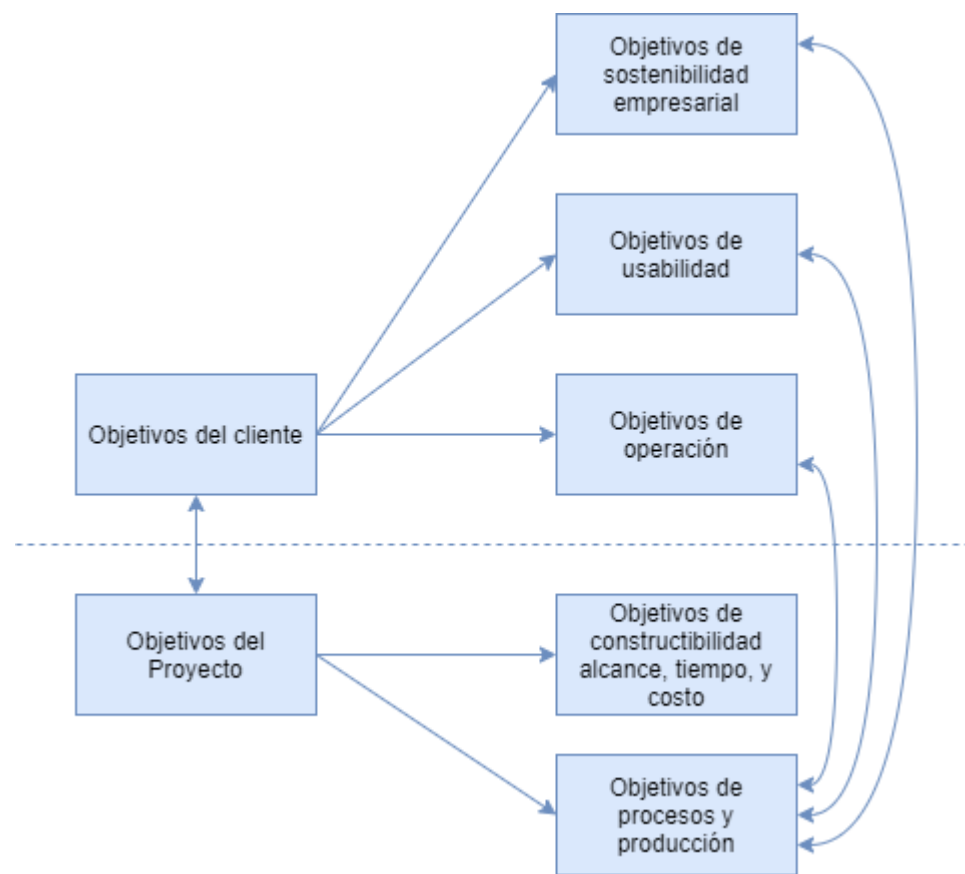 Objetivos de
sostenibilidad
empresarial
Objetivos de
usabilidad
Objetivos del cliente
Objetivos de
operación
Objetivos del
Proyecto
Objetivos de
constructibilidad
alcance, tiempo, y
costo
Objetivos de
procesos y
producción